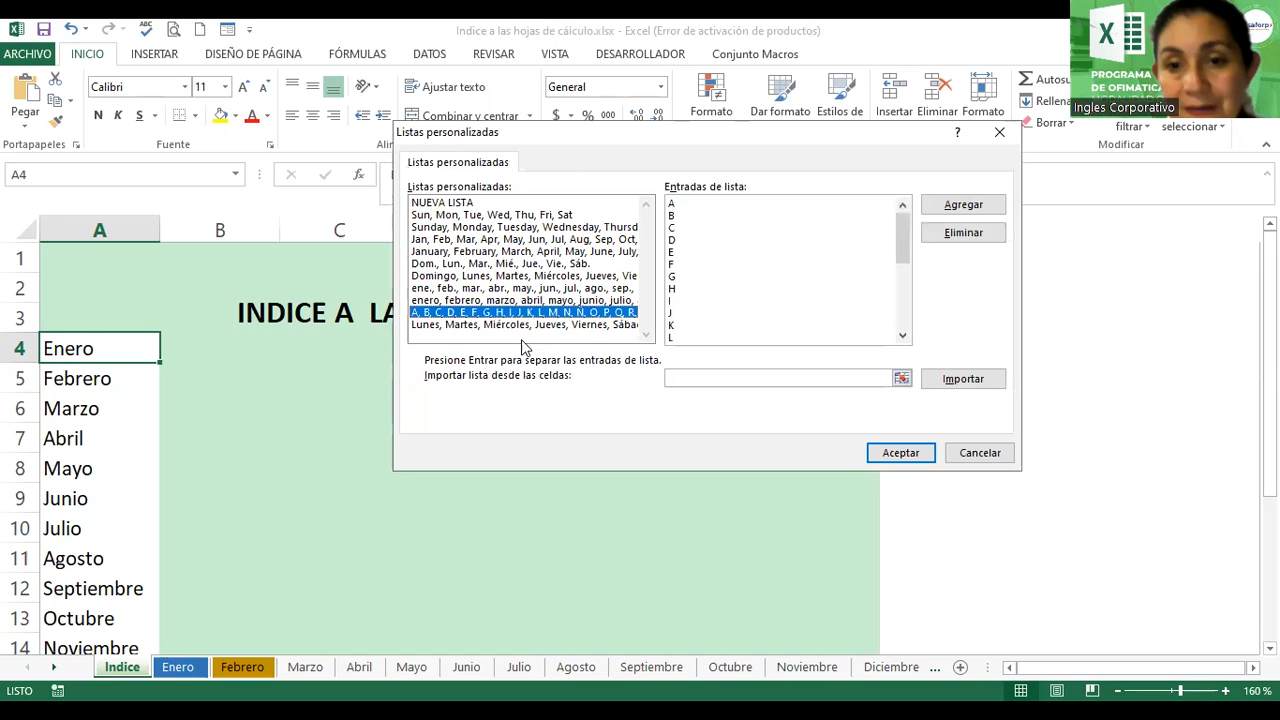 Indice a las hojas de cálculo.xlsx - Excel (Error de activación de productos)
ARCHIVO INICIO INSERTAR DISEÑO DE PÁGINA FÓRMULAS DATOS REVISAR VISTA DESARROLLADOR Conjunto Macros
Pegar
Calibri 11
N K S
Ajustar texto
Combinar y centrar
General
$ % 000
Formato
Dar formato
Estilos de
Insertar
Eliminar
Formato
Autosu
Rellena
Borrar
filtrar
seleccionar
Portapapeles
Fuente
Modificar
PROGRAMA
DE OFIMATICA
Ingles Corporativo
A4
fx
Listas personalizadas
?
Listas personalizadas
Listas personalizadas:
NUEVA LISTA
Sun, Mon, Tue, Wed, Thu, Fri, Sat
Sunday, Monday, Tuesday, Wednesday, Thursd
Jan, Feb, Mar, Apr, May, Jun, Jul, Aug, Sep, Oct,
January, February, March, April, May, June, July,
Dom., Lun., Mar., Mié., Jue., Vie., Sáb.
Domingo, Lunes, Martes, Miércoles, Jueves, Vie
ene., feb., mar., abr., may., jun., jul., ago., sep.,
enero, febrero, marzo, abril, mayo, junio, julio,
A, B, C, D, E, F, G, H, I, J, K, L, M, N, Ñ, O, P, Q, R,
Lunes, Martes, Miércoles, Jueves, Viernes, Sába
Entradas de lista:
A
B
C
D
E
F
G
H
I
J
K
L
Agregar
Eliminar
Presione Entrar para separar las entradas de lista.
Importar lista desde las celdas:
Importar
Aceptar
Cancelar
A B C
1
2
3 INDICE A LA
4 Enero
5 Febrero
6 Marzo
7 Abril
8 Mayo
9 Junio
10 Julio
11 Agosto
12 Septiembre
13 Octubre
14 Noviembre
Indice Enero Febrero Marzo Abril Mayo Junio Julio Agosto Septiembre Octubre Noviembre Diciembre ...
LISTO
160 %